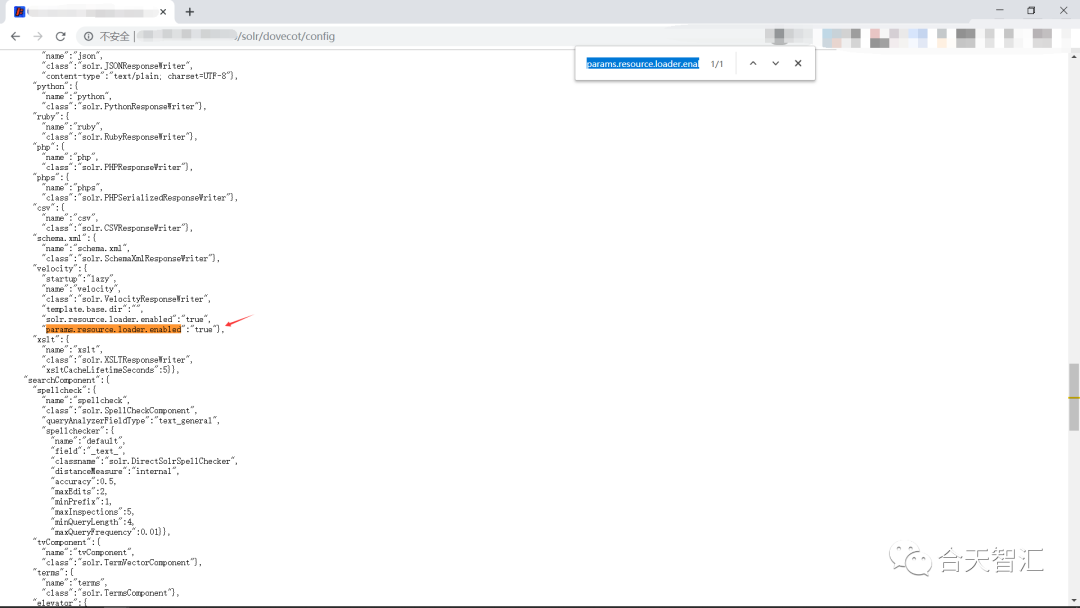 不安全
/solr/dovecot/config
params.resource.loader.enal
1/1
"name":"json",
"class":"solr.JSONResponseWriter",
"content-type":"text/plain; charset=UTF-8"},
"python":{
"name":"python",
"class":"solr.PythonResponseWriter"},
"ruby":{
"name":"ruby",
"class":"solr.RubyResponseWriter"},
"php":{
"name":"php",
"class":"solr.PHPResponseWriter"},
"phps":{
"name":"phps",
"class":"solr.PHPSerializedResponseWriter"},
"csv":{
"name":"csv",
"class":"solr.CSVResponseWriter"},
"schema.xml":{
"name":"schema.xml",
"class":"solr.SchemaXmlResponseWriter"},
"velocity":{
"startup":"lazy",
"name":"velocity",
"class":"solr.VelocityResponseWriter",
"template.base.dir":"",
"solr.resource.loader.enabled":"true",
"params.resource.loader.enabled":"true"},
"xslt":{
"name":"xslt",
"class":"solr.XSLTResponseWriter",
"xsltCacheLifetimeSeconds":5}},
"searchComponent":{
"spellcheck":{
"name":"spellcheck",
"class":"solr.SpellCheckComponent",
"queryAnalyzerFieldType":"text_general",
"spellchecker":{
"name":"default",
"field":"_text_",
"classname":"solr.DirectSolrSpellChecker",
"distanceMeasure":"internal",
"accuracy":0.5,
"maxEdits":2,
"minPrefix":1,
"maxInspections":5,
"minQueryLength":4,
"maxQueryFrequency":0.01}},
"tvComponent":{
"name":"tvComponent",
"class":"solr.TermVectorComponent"},
"terms":{
"name":"terms",
"class":"solr.TermsComponent"},
"elevator":{
合天智汇